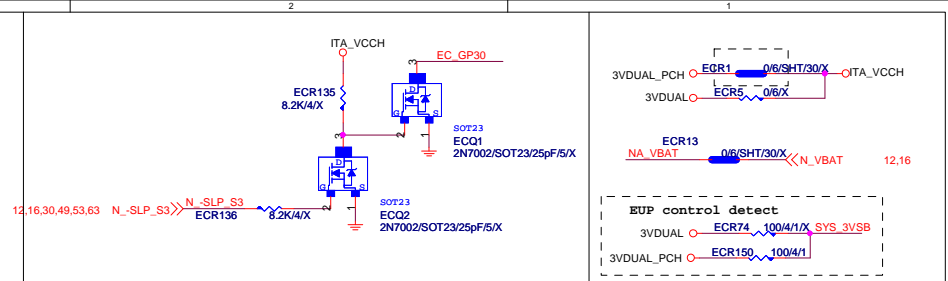 2
1
ITA_VCCH
3
EC_GP30
ECR135
8.2K/4/X
D
G
S
2
1
SOT23
ECQ1
2N7002/SOT23/25pF/5/X
3
D
G
S
2
1
SOT23
ECQ2
2N7002/SOT23/25pF/5/X
12,16,30,49,53,63
N_-SLP_S3
N_-SLP_S3
ECR136
8.2K/4/X
3VDUAL_PCH
ECR1
0/6/SHT/30/X
ITA_VCCH
3VDUAL
ECR5
0/6/X
ECR13
NA_VBAT
0/6/SHT/30/X
N_VBAT
12,16
EUP control detect
3VDUAL
ECR74
100/4/1/X
SYS_3VSB
3VDUAL_PCH
ECR150
100/4/1